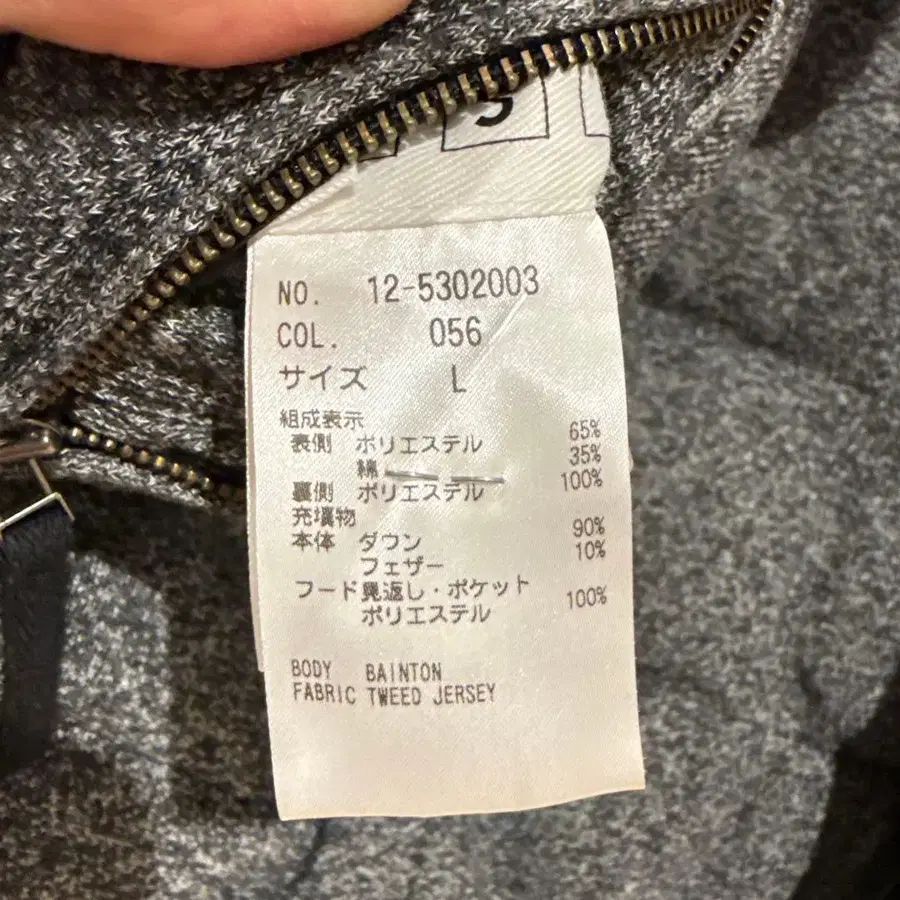 NO. 12-5302003
COL. 056
サイズ L
組成表示
表側 ポリエステル 65%
綿 35%
裏側 ポリエステル 100%
充填物
本体 ダウン 90%
フェザー 10%
フード見返し・ポケット
ポリエステル 100%
BODY BAINTON
FABRIC TWEED JERSEY